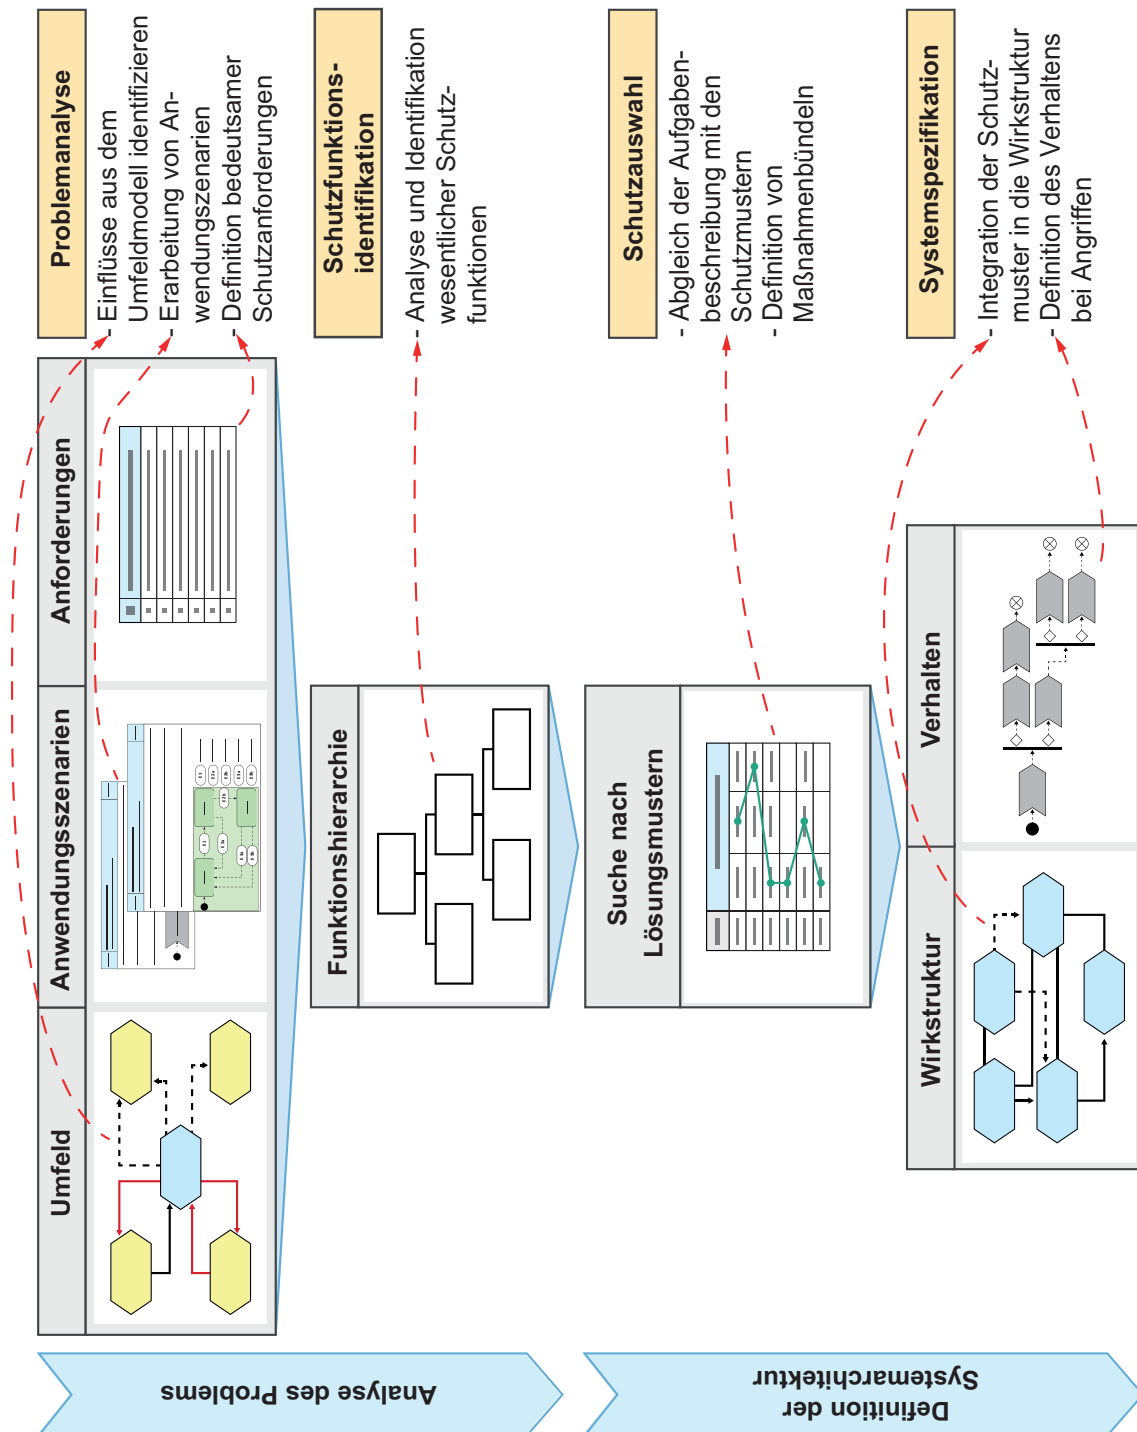 Analyse des Problems
Umfeld
Anwendungsszenarien
Anforderungen
Problemanalyse
- Einflüsse aus dem
Umfeldmodell identifizieren
- Erarbeitung von An-
wendungszenarien
- Definition bedeutsamer
Schutzanforderungen
Funktionshierarchie
Schutzfunktions-
identifikation
- Analyse und Identifikation
wesentlicher Schutz-
funktionen
Definition der
Systemarchitektur
Suche nach
Lösungsmustern
Schutzauswahl
- Abgleich der Aufgaben-
beschreibung mit den
Schutzmustern
- Definition von
Maßnahmenbündeln
Wirkstruktur
Verhalten
Systemspezifikation
- Integration der Schutz-
muster in die Wirkstruktur
- Definition des Verhaltens
bei Angriffen